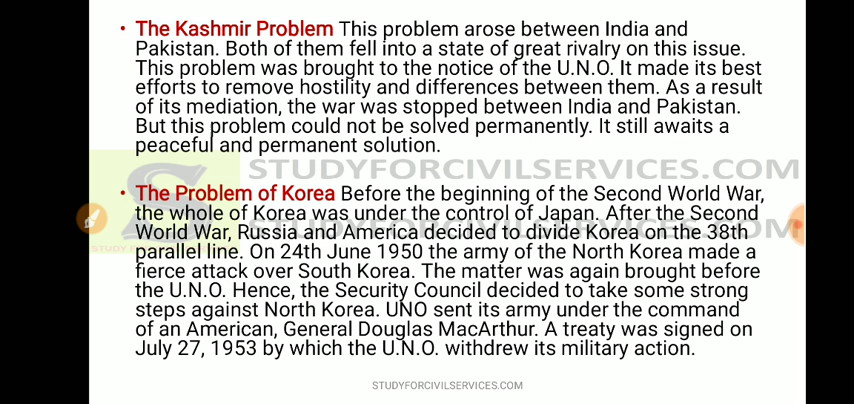 • The Kashmir Problem This problem arose between India and
Pakistan. Both of them fell into a state of great rivalry on this issue.
This problem was brought to the notice of the U.N.O. It made its best
efforts to remove hostility and differences between them. As a result
of its mediation, the war was stopped between India and Pakistan.
But this problem could not be solved permanently. It still awaits a
peaceful and permanent solution.
STUDYFORCIVILSERVICES.COM
• The Problem of Korea Before the beginning of the Second World War,
the whole of Korea was under the control of Japan. After the Second
World War, Russia and America decided to divide Korea on the 38th
parallel line. On 24th June 1950 the army of the North Korea made a
fierce attack over South Korea. The matter was again brought before
the U.N.O. Hence, the Security Council decided to take some strong
steps against North Korea. UNO sent its army under the command
of an American, General Douglas MacArthur. A treaty was signed on
July 27, 1953 by which the U.N.O. withdrew its military action.
STUDYFORCIVILSERVICES.COM